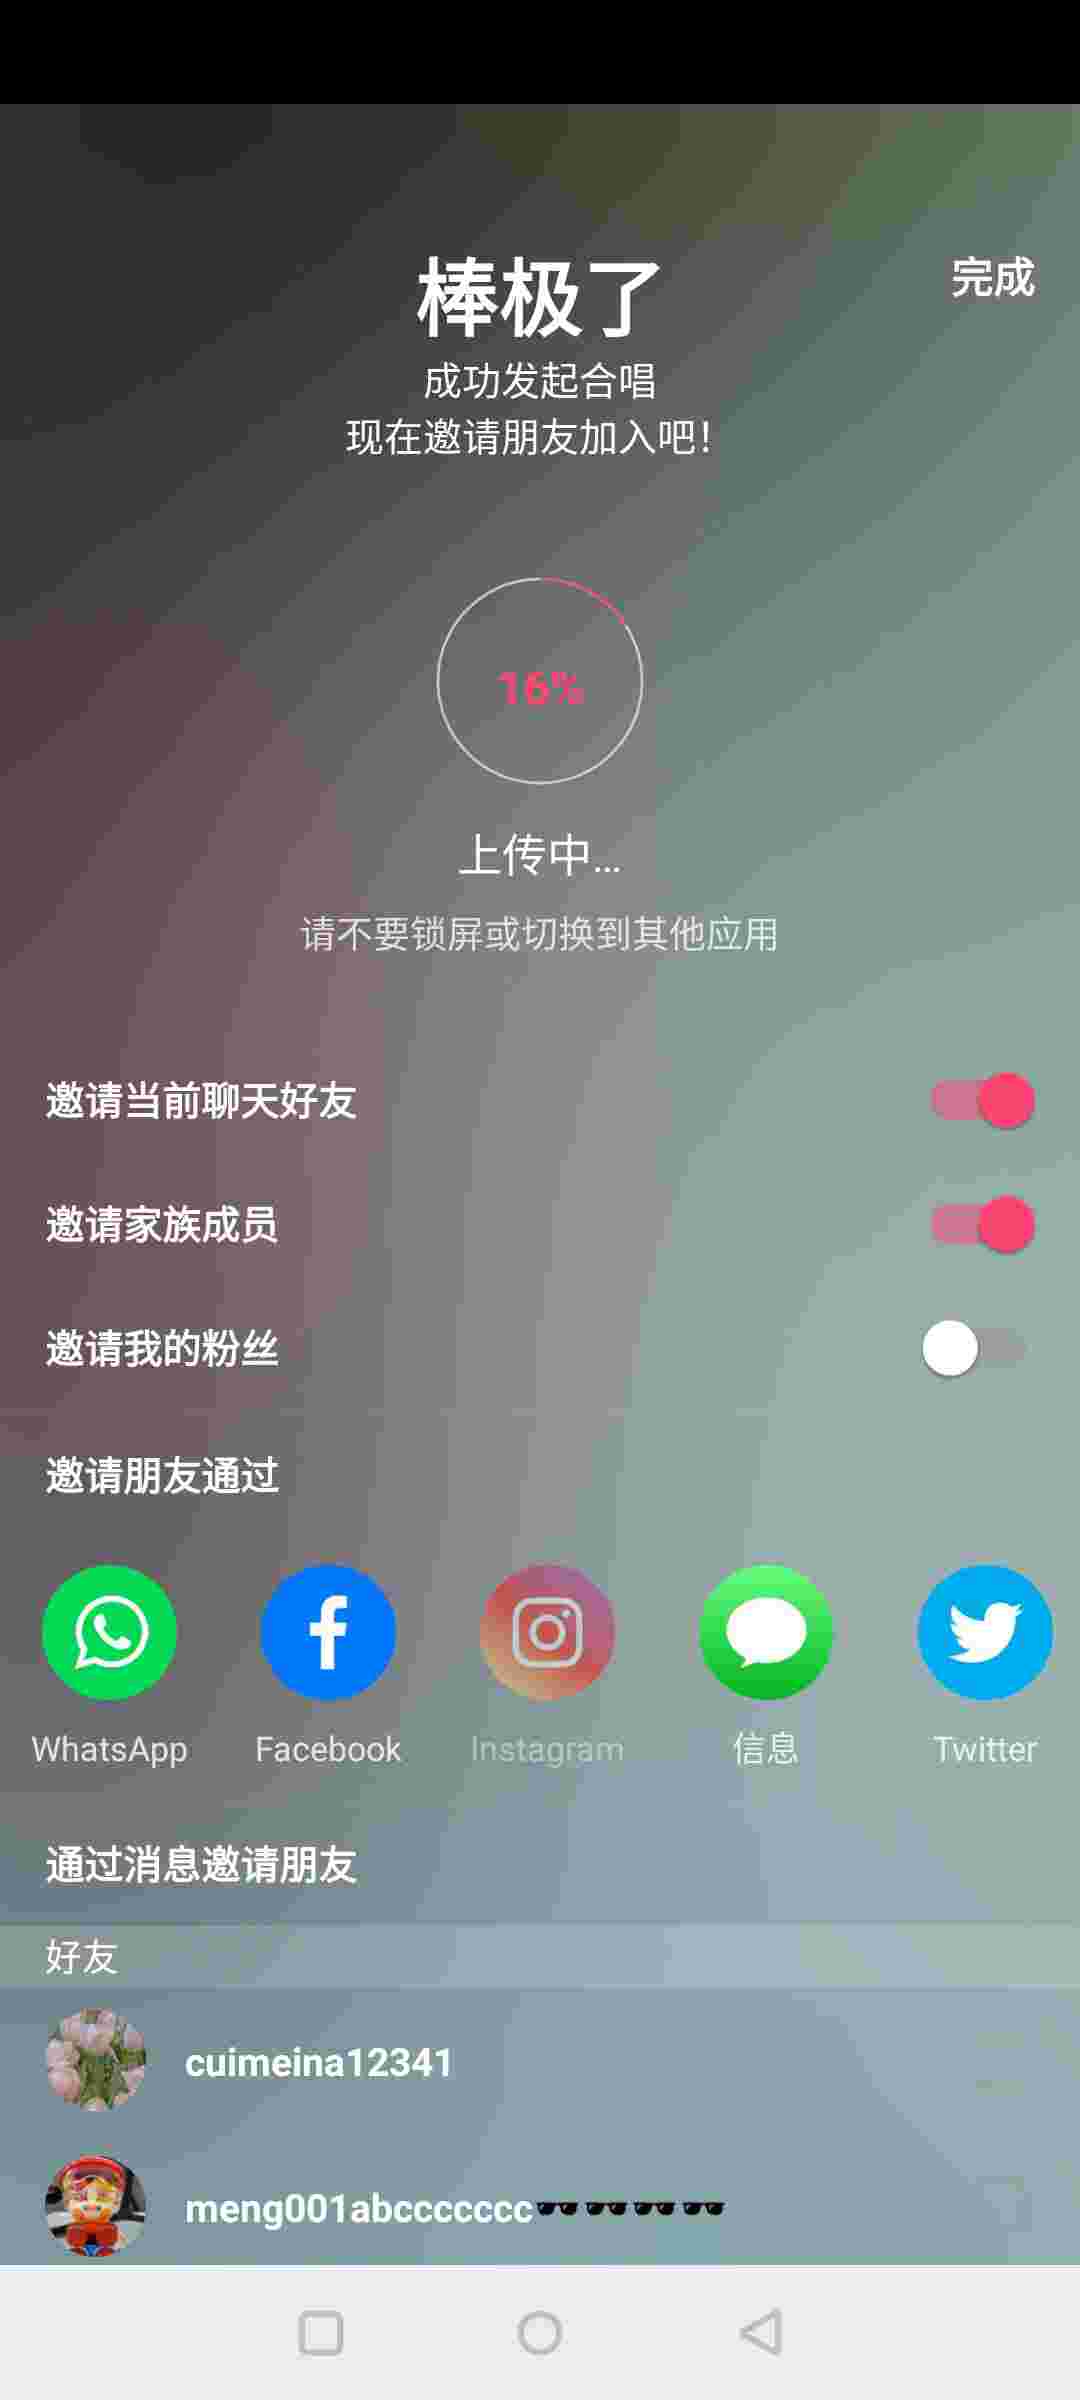 棒极了
完成
成功发起合唱
现在邀请朋友加入吧!
16%
上传中...
请不要锁屏或切换到其他应用
邀请当前聊天好友
邀请家族成员
邀请我的粉丝
邀请朋友通过
WhatsApp
Facebook
Instagram
信息
Twitter
通过消息邀请朋友
好友
cuimeina12341
meng001abccccccc🕶🕶🕶🕶